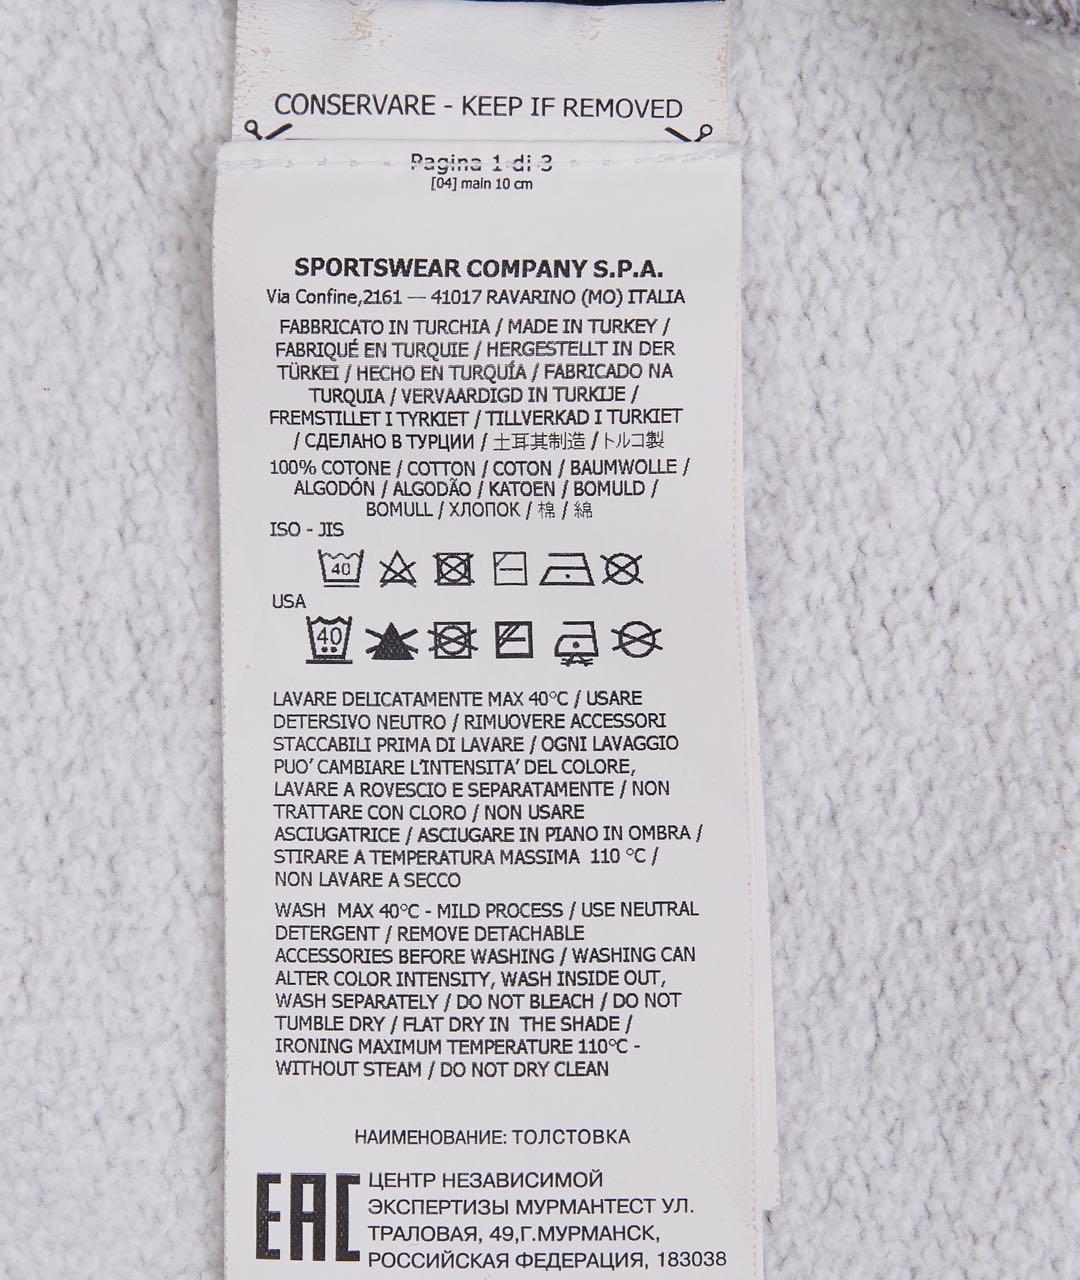 CONSERVARE - KEEP IF REMOVED
Pagina 1 di 3
[04] main 10 cm
SPORTSWEAR COMPANY S.P.A.
Via Confine,2161 — 41017 RAVARINO (MO) ITALIA
FABBRICATO IN TURCHIA / MADE IN TURKEY /
FABRIQUÉ EN TURQUIE / HERGESTELLT IN DER
TÜRKEI / HECHO EN TURQUÍA / FABRICADO NA
TURQUIA / VERVAARDIGD IN TURKIJE /
FREMSTILLET I TYRKIET / TILLVERKAD I TURKIET
/ СДЕЛАНО В ТУРЦИИ / 土耳其制造 / トルコ製
100% COTONE / COTTON / COTON / BAUMWOLLE /
ALGODÓN / ALGODÃO / KATOEN / BOMULD /
BOMULL / ХЛОПОК / 棉 / 綿
ISO - JIS
40
USA
40
LAVARE DELICATAMENTE MAX 40°C / USARE
DETERSIVO NEUTRO / RIMUOVERE ACCESSORI
STACCABILI PRIMA DI LAVARE / OGNI LAVAGGIO
PUO' CAMBIARE L'INTENSITA' DEL COLORE,
LAVARE A ROVESCIO E SEPARATAMENTE / NON
TRATTARE CON CLORO / NON USARE
ASCIUGATRICE / ASCIUGARE IN PIANO IN OMBRA /
STIRARE A TEMPERATURA MASSIMA 110 °C /
NON LAVARE A SECCO
WASH MAX 40°C - MILD PROCESS / USE NEUTRAL
DETERGENT / REMOVE DETACHABLE
ACCESSORIES BEFORE WASHING / WASHING CAN
ALTER COLOR INTENSITY, WASH INSIDE OUT,
WASH SEPARATELY / DO NOT BLEACH / DO NOT
TUMBLE DRY / FLAT DRY IN THE SHADE /
IRONING MAXIMUM TEMPERATURE 110°C -
WITHOUT STEAM / DO NOT DRY CLEAN
НАИМЕНОВАНИЕ: ТОЛСТОВКА
EAC
ЦЕНТР НЕЗАВИСИМОЙ
ЭКСПЕРТИЗЫ МУРМАНТЕСТ УЛ.
ТРАЛОВАЯ, 49,Г.МУРМАНСК,
РОССИЙСКАЯ ФЕДЕРАЦИЯ, 183038